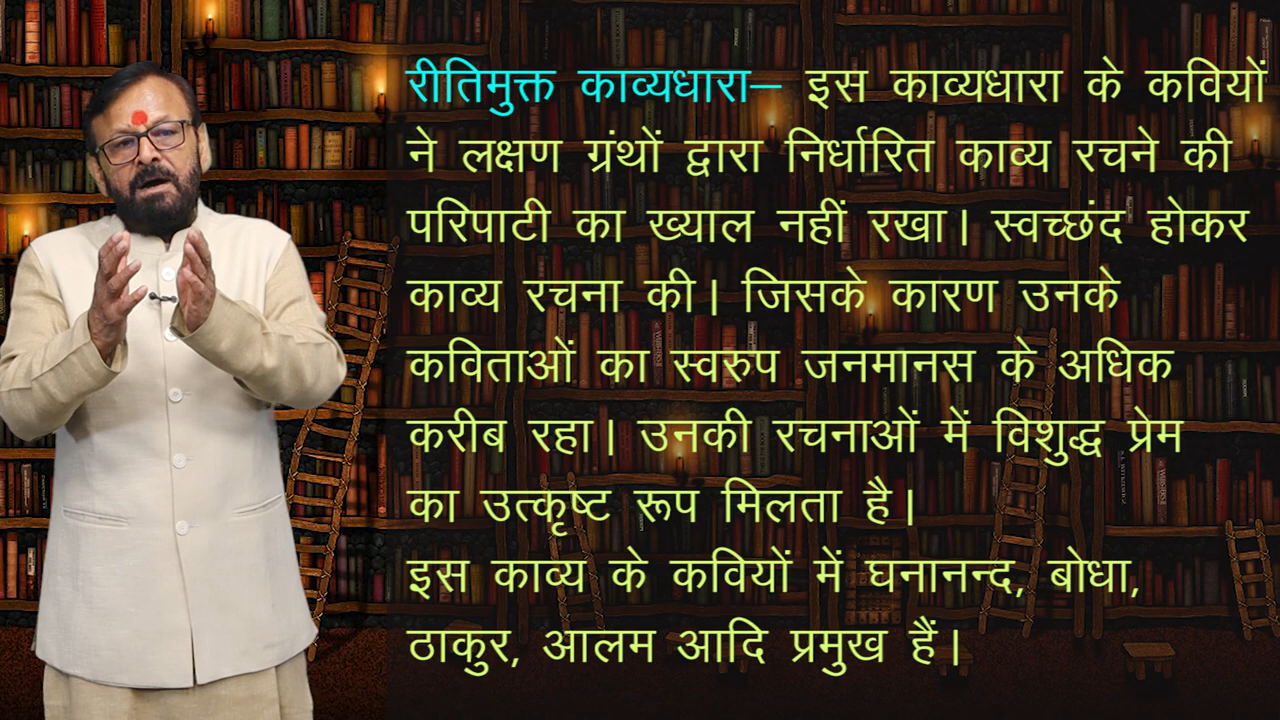 रीतिमुक्त काव्यधारा– इस काव्यधारा के कवियों
ने लक्षण ग्रंथों द्वारा निर्धारित काव्य रचने की
परिपाटी का ख्याल नहीं रखा। स्वच्छंद होकर
काव्य रचना की। जिसके कारण उनके
कविताओं का स्वरुप जनमानस के अधिक
करीब रहा। उनकी रचनाओं में विशुद्ध प्रेम
का उत्कृष्ट रूप मिलता है।
इस काव्य के कवियों में घनानन्द, बोधा,
ठाकुर, आलम आदि प्रमुख हैं।